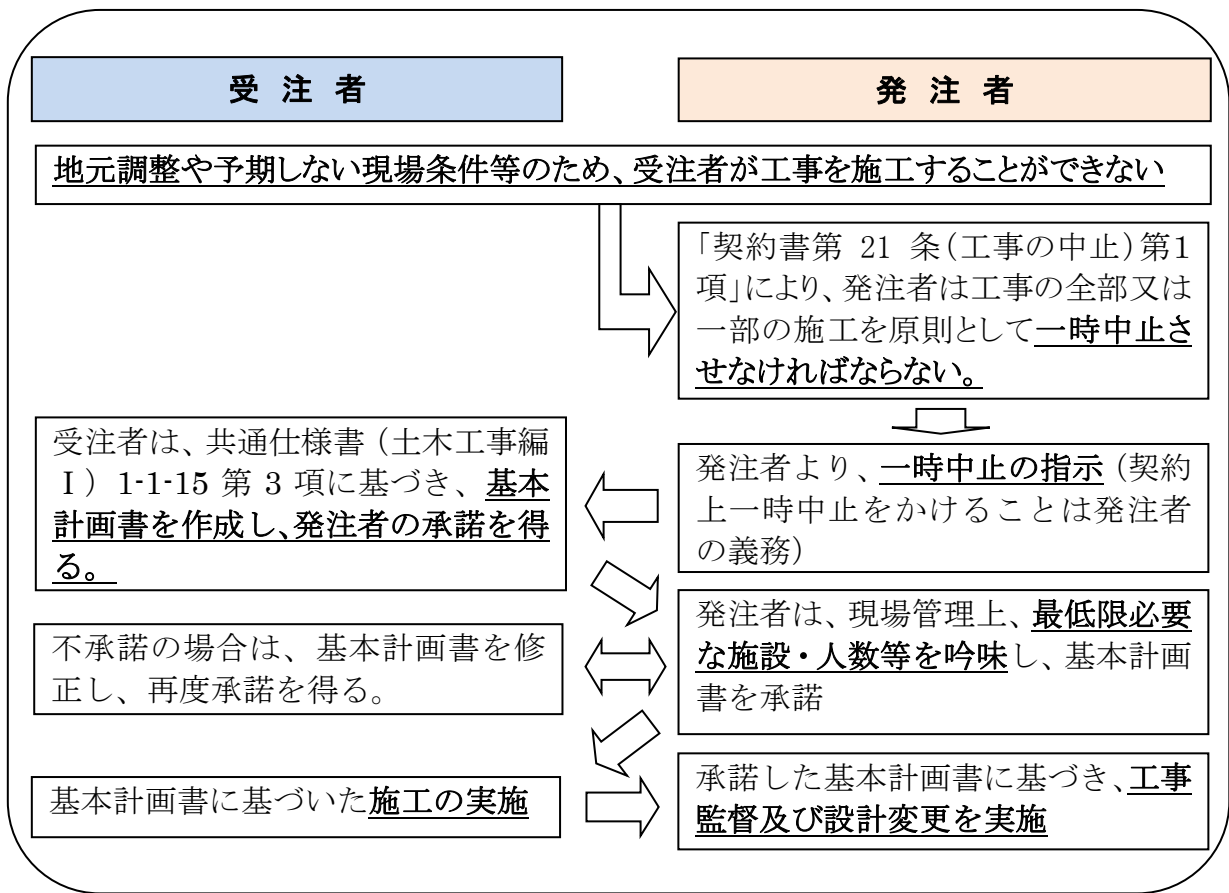 受 注 者
発 注 者
地元調整や予期しない現場条件等のため、受注者が工事を施工することができない
「契約書第 21 条(工事の中止)第1
項」により、発注者は工事の全部又は
一部の施工を原則として一時中止さ
せなければならない。
発注者より、一時中止の指示(契約
上一時中止をかけることは発注者
の義務)
受注者は、共通仕様書(土木工事編
Ⅰ)1-1-15 第 3 項に基づき、基本
計画書を作成し、発注者の承諾を得
る。
発注者は、現場管理上、最低限必要
な施設・人数等を吟味し、基本計画
書を承諾
不承諾の場合は、基本計画書を修
正し、再度承諾を得る。
基本計画書に基づいた施工の実施
承諾した基本計画書に基づき、工事
監督及び設計変更を実施